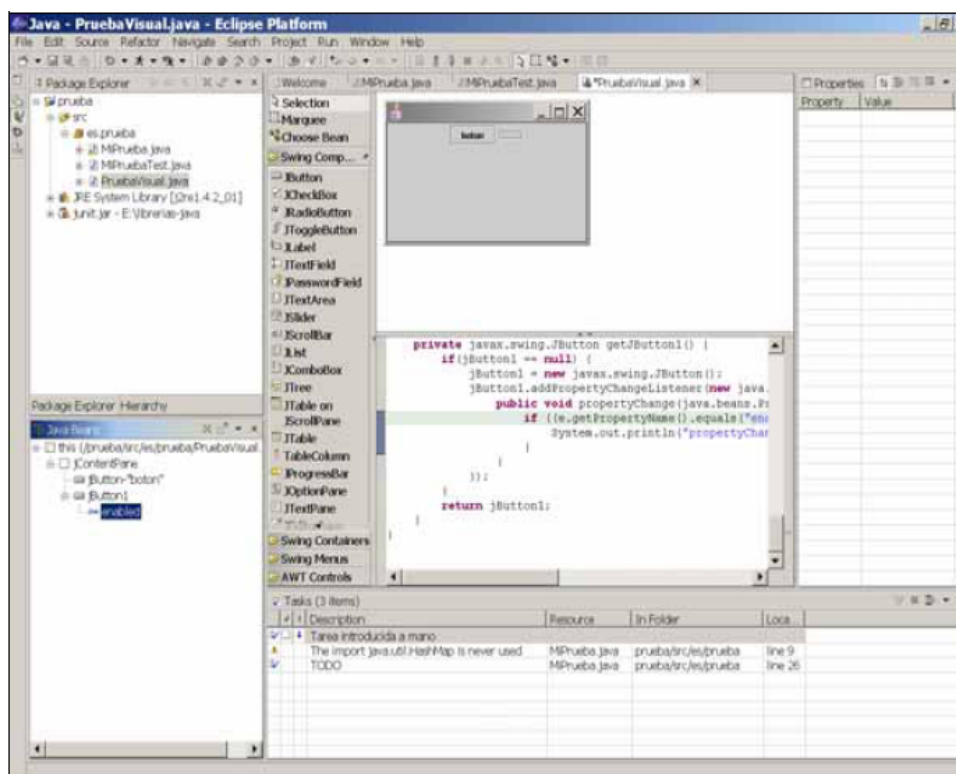 Java - PruebaVisual.java - Eclipse Platform
File Edit Source Refactor Navigate Search Project Run Window Help
Package Explorer
prueba
src
es.prueba
MiPrueba.java
MiPruebaTest.java
PruebaVisual.java
JRE System Library [j2re1.4.2_01]
junit.jar - E:\librerias-java
Package Explorer Hierarchy
Java Beans
this (/prueba/src/es/prueba/PruebaVisual.
jContentPane
jButton-"boton"
jButton1
enabled
Welcome MiPrueba.java MiPruebaTest.java *PruebaVisual.java
Selection
Marquee
Choose Bean
Swing Comp...
JButton
JCheckBox
JRadioButton
JToggleButton
JLabel
JTextField
JPasswordField
JTextArea
JSlider
JScrollBar
JList
JComboBox
JTree
JTable on
JScrollPane
JTable
TableColumn
JProgressBar
JOptionPane
JTextPane
Swing Containers
Swing Menus
AWT Controls
boton
private javax.swing.JButton getJButton1() {
if(jButton1 == null) {
jButton1 = new javax.swing.JButton();
jButton1.addPropertyChangeListener(new java.
public void propertyChange(java.beans.Pr
if ((e.getPropertyName().equals("ena
System.out.println("propertyChan
}
}
});
}
return jButton1;
}
}
Properties
Property Value
Tasks (3 items)
Description Resource In Folder Loca...
Tarea introducida a mano
The import java.util.HashMap is never used MiPrueba.java prueba/src/es/prueba line 9
TODO MiPrueba.java prueba/src/es/prueba line 26